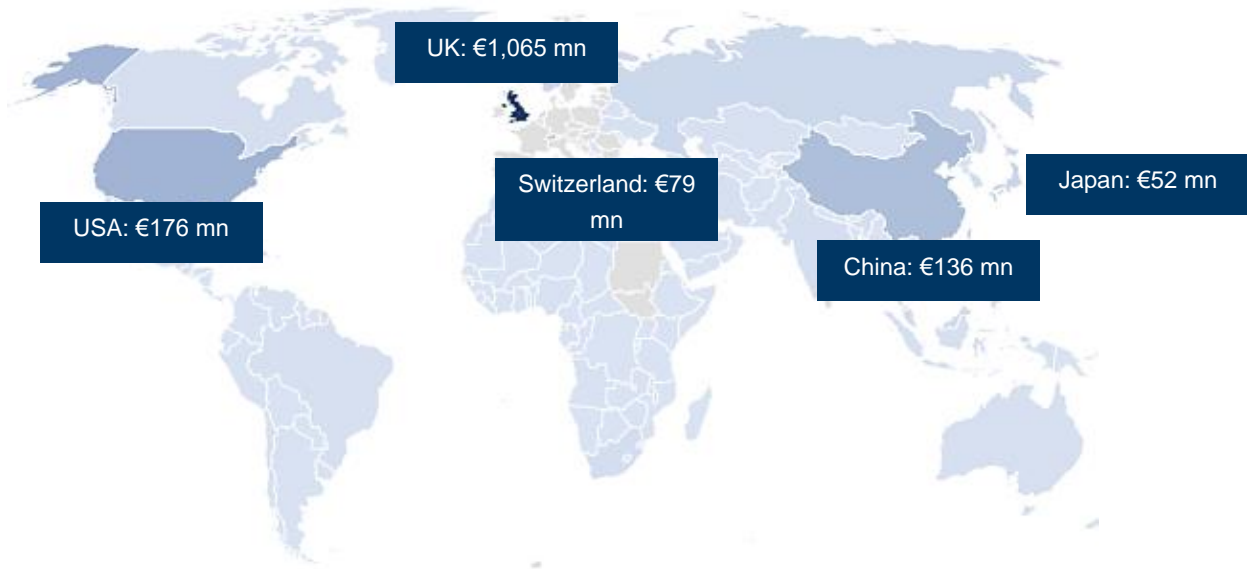 UK: €1,065 mn
Switzerland: €79
mn
Japan: €52 mn
USA: €176 mn
China: €136 mn